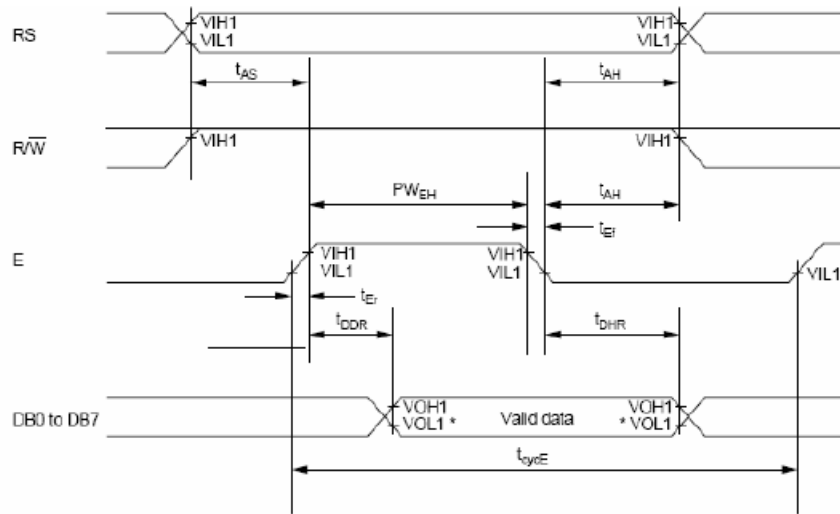 RS
VIH1
VIL1
VIH1
VIL1
tAS
tAH
R/W
VIH1
VIH1
PWEH
tAH
tEf
E
VIH1
VIL1
VIH1
VIL1
VIL1
tEr
tDDR
tDHR
DB0 to DB7
VOH1
VOL1 *
Valid data
VOH1
* VOL1
tcycE